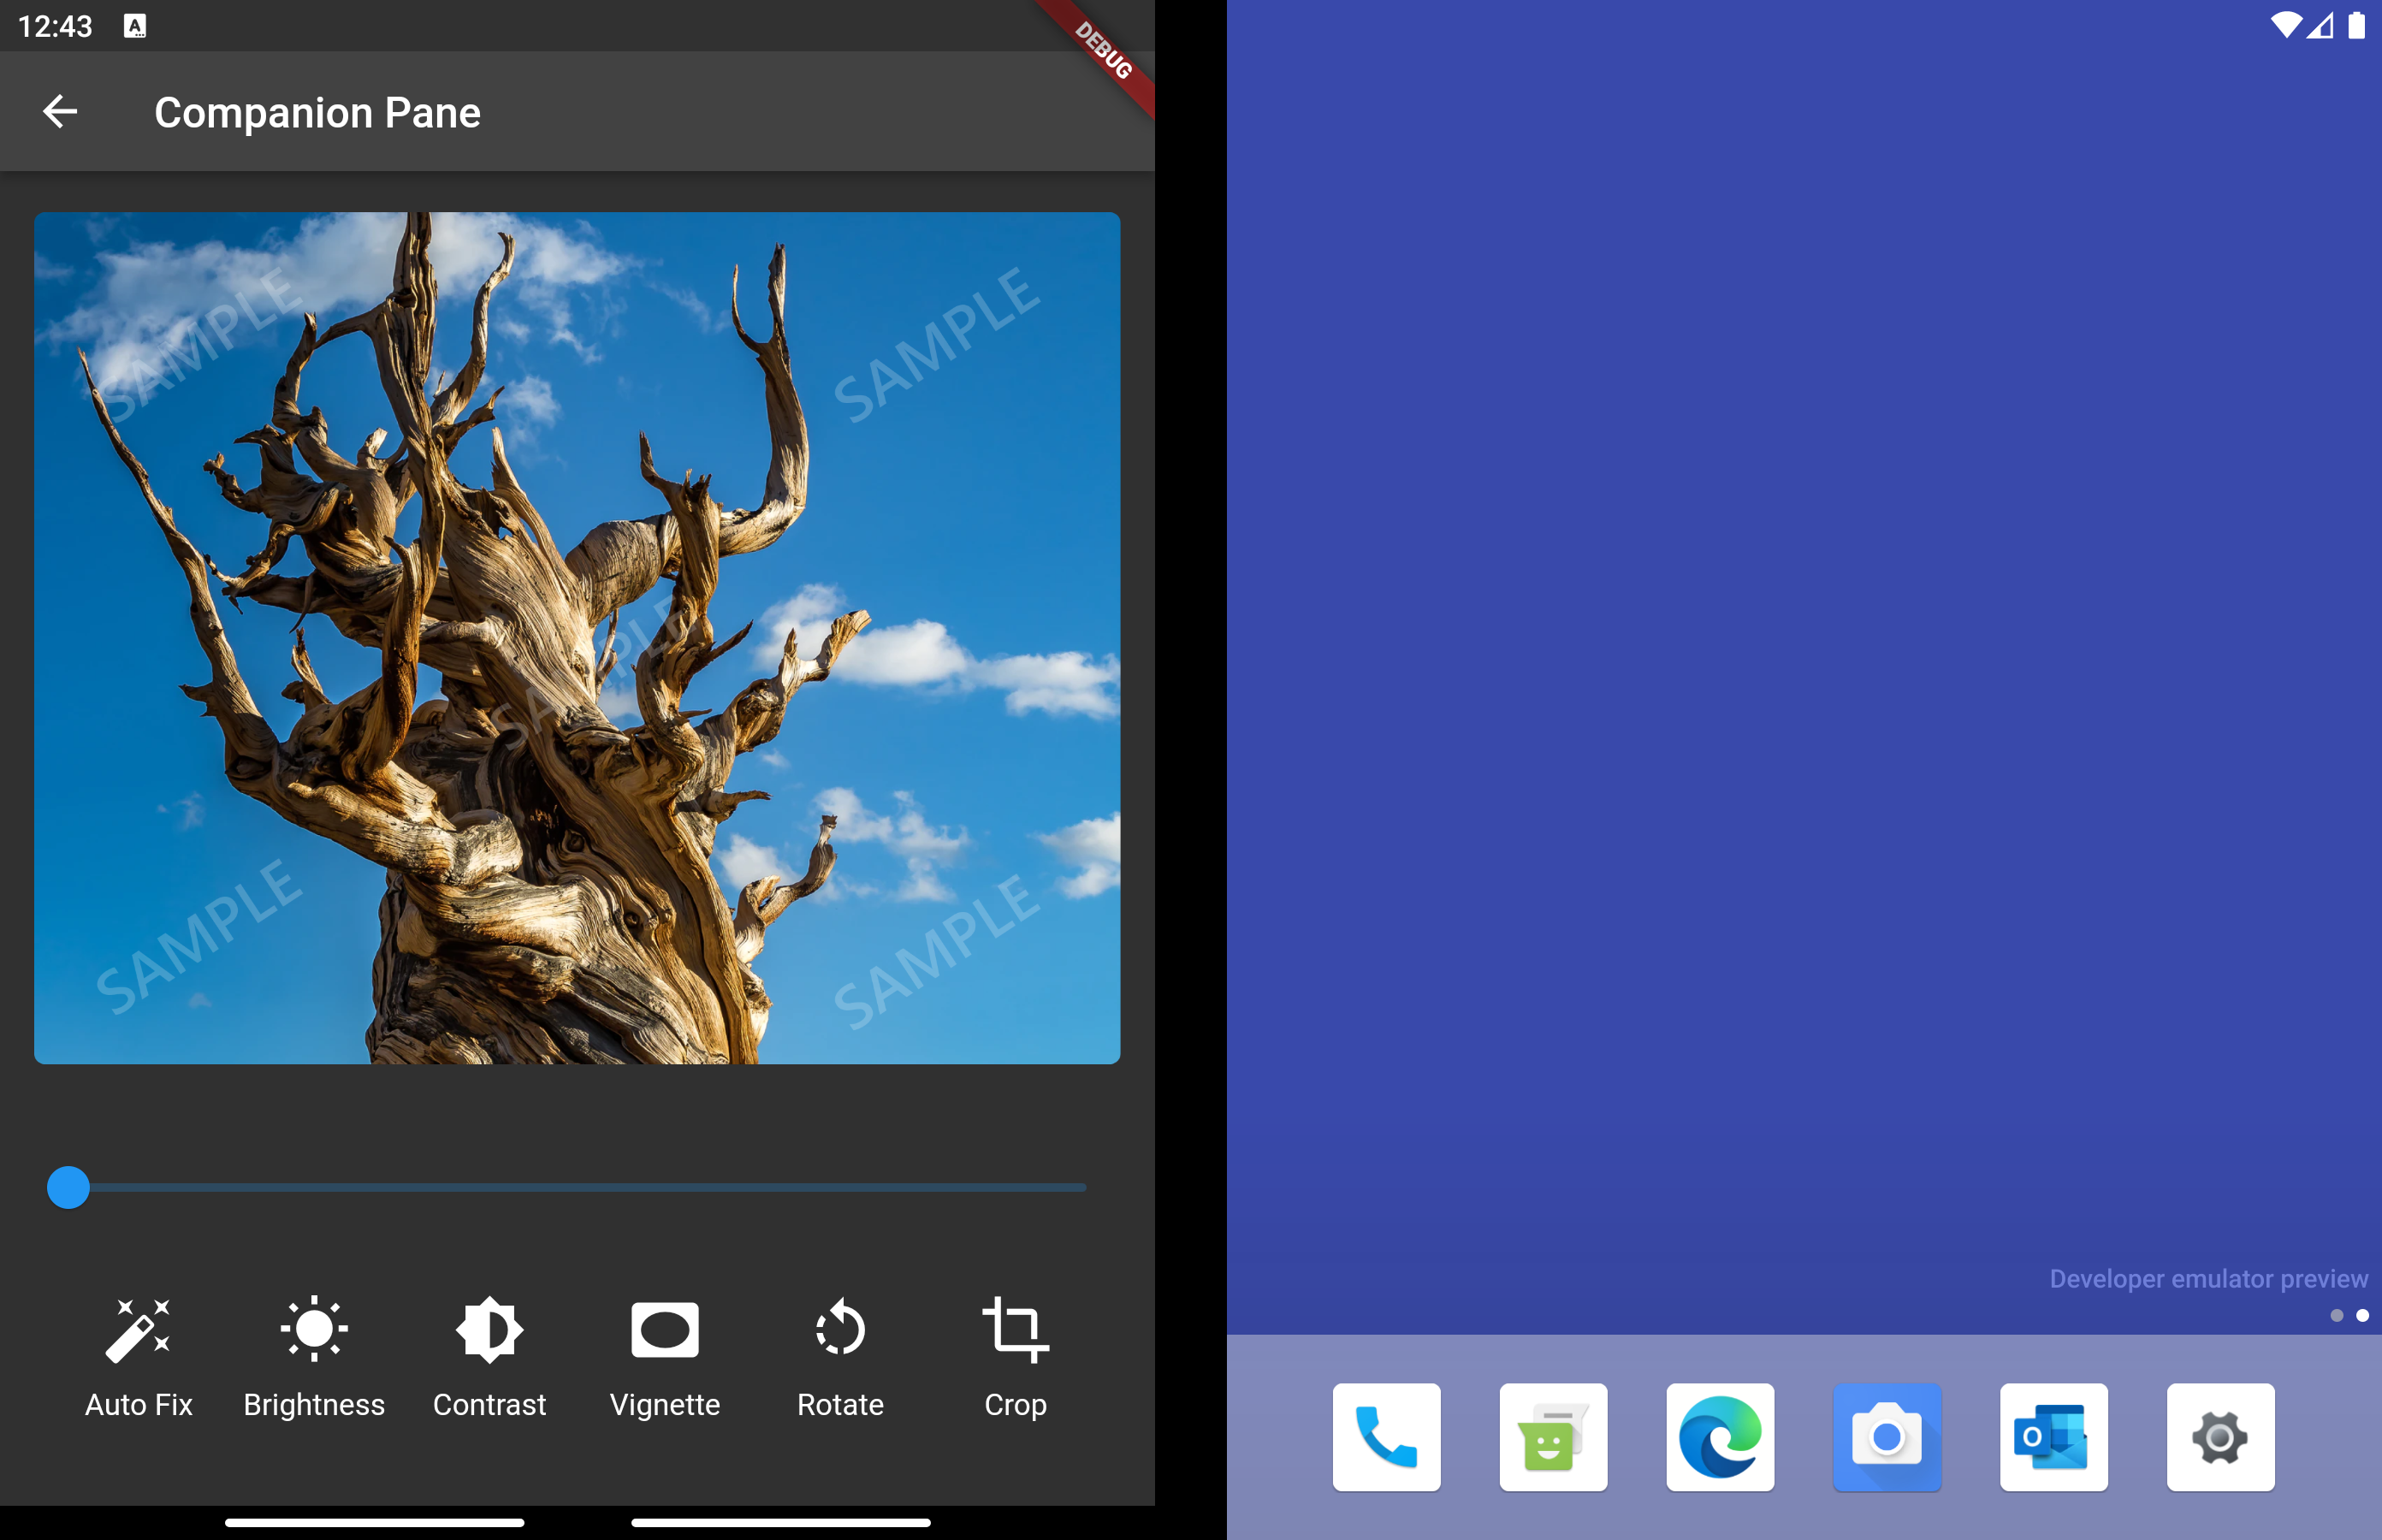 12:43
A
DEBUG
Companion Pane
SAMPLE
SAMPLE
SAMPLE
SAMPLE
SAMPLE
Auto Fix
Brightness
Contrast
Vignette
Rotate
Crop
Developer emulator preview
O